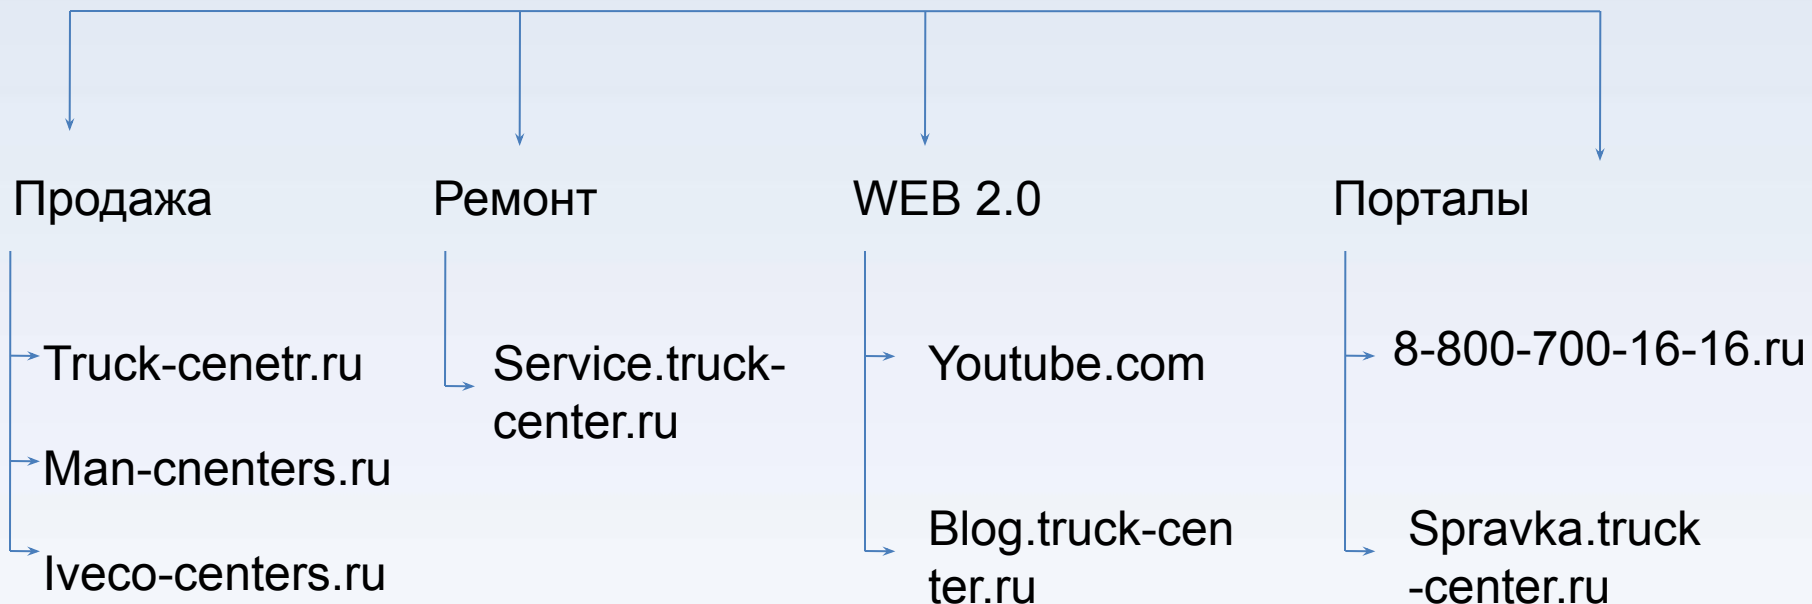 Продажа
Ремонт
WEB 2.0
Порталы
Truck-cenetr.ru
Man-cnenters.ru
Iveco-centers.ru
Service.truck-
center.ru
Youtube.com
Blog.truck-cen
ter.ru
8-800-700-16-16.ru
Spravka.truck
-center.ru